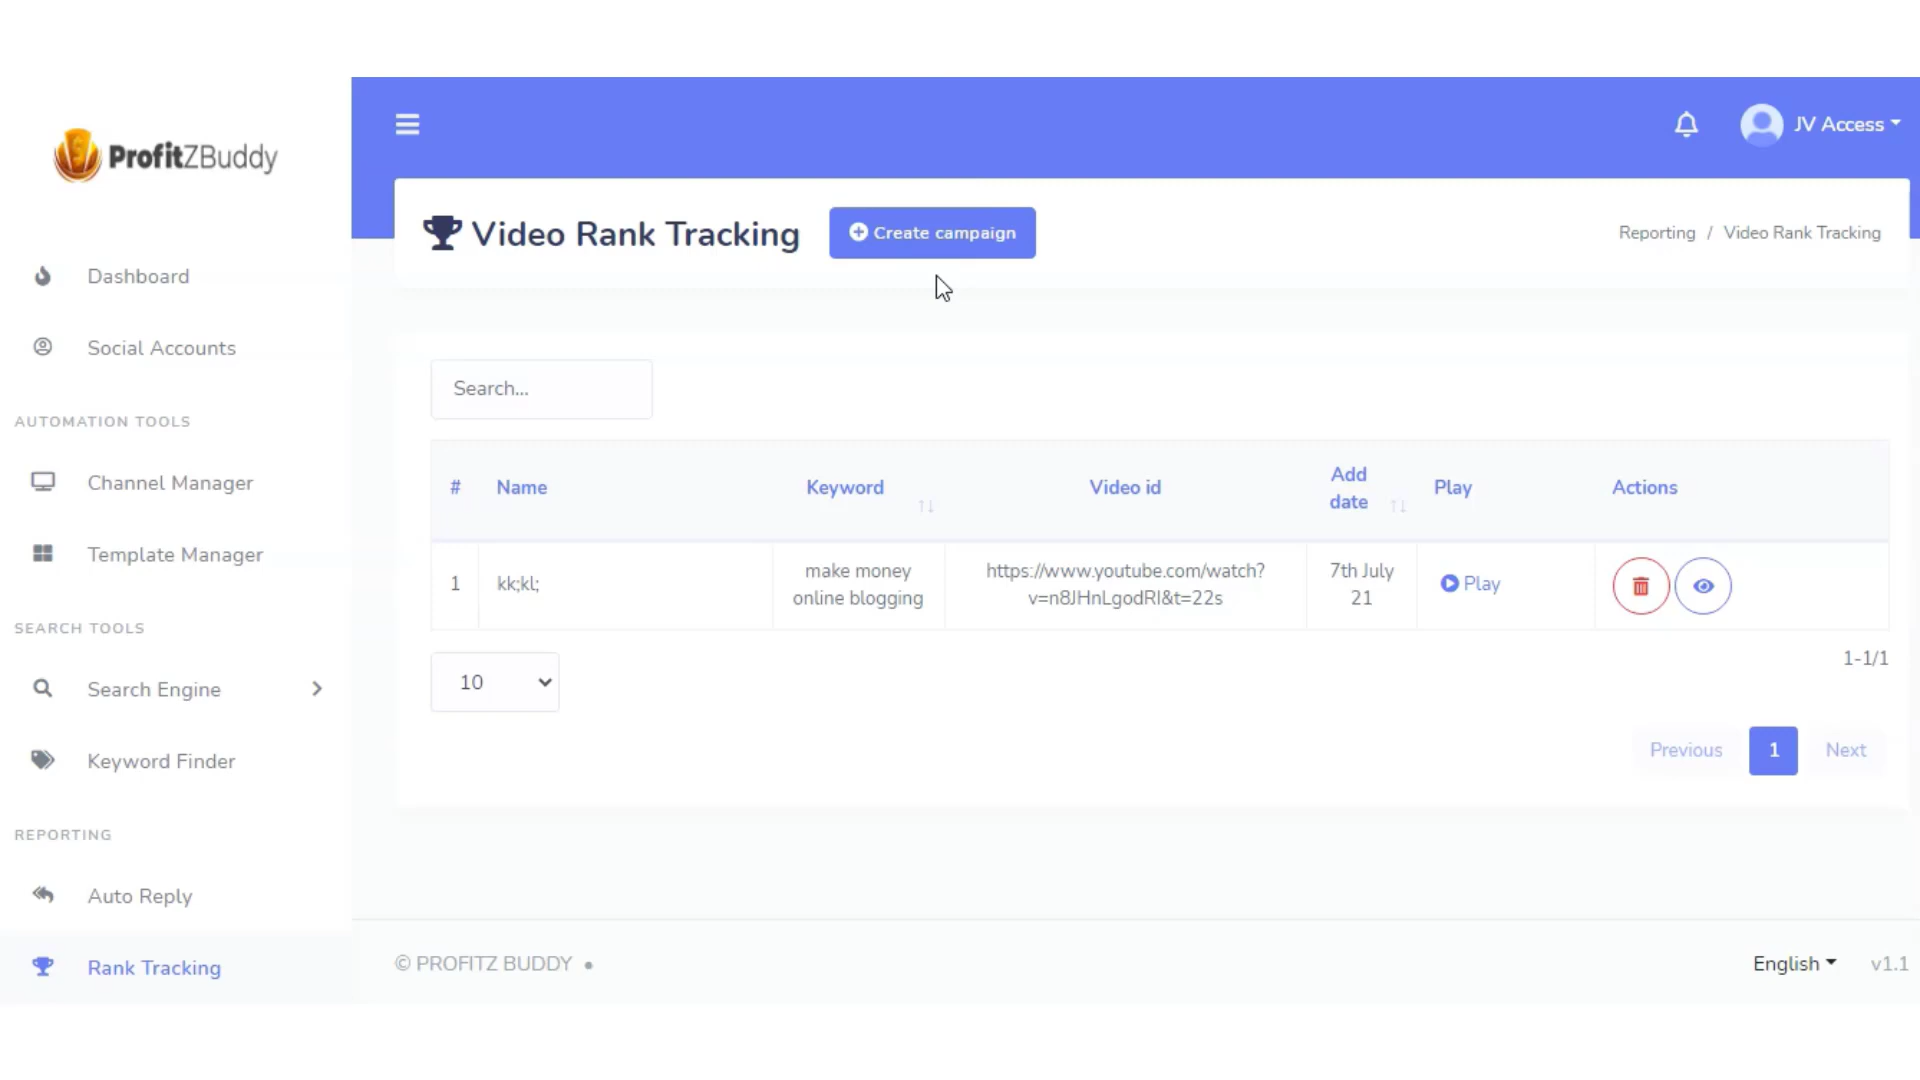 ProfitZBuddy
JV Access
Video Rank Tracking
Create campaign
Reporting / Video Rank Tracking
Dashboard
Social Accounts
AUTOMATION TOOLS
Channel Manager
Template Manager
SEARCH TOOLS
Search Engine
Keyword Finder
REPORTING
Auto Reply
Rank Tracking
Search...
# Name Keyword Video id Add date Play Actions
1 kk;kl; make money online blogging https://www.youtube.com/watch?v=n8JHnLgodRI&t=22s 7th July 21 Play
1-1/1
10
Previous 1 Next
© PROFITZ BUDDY •
English v1.1